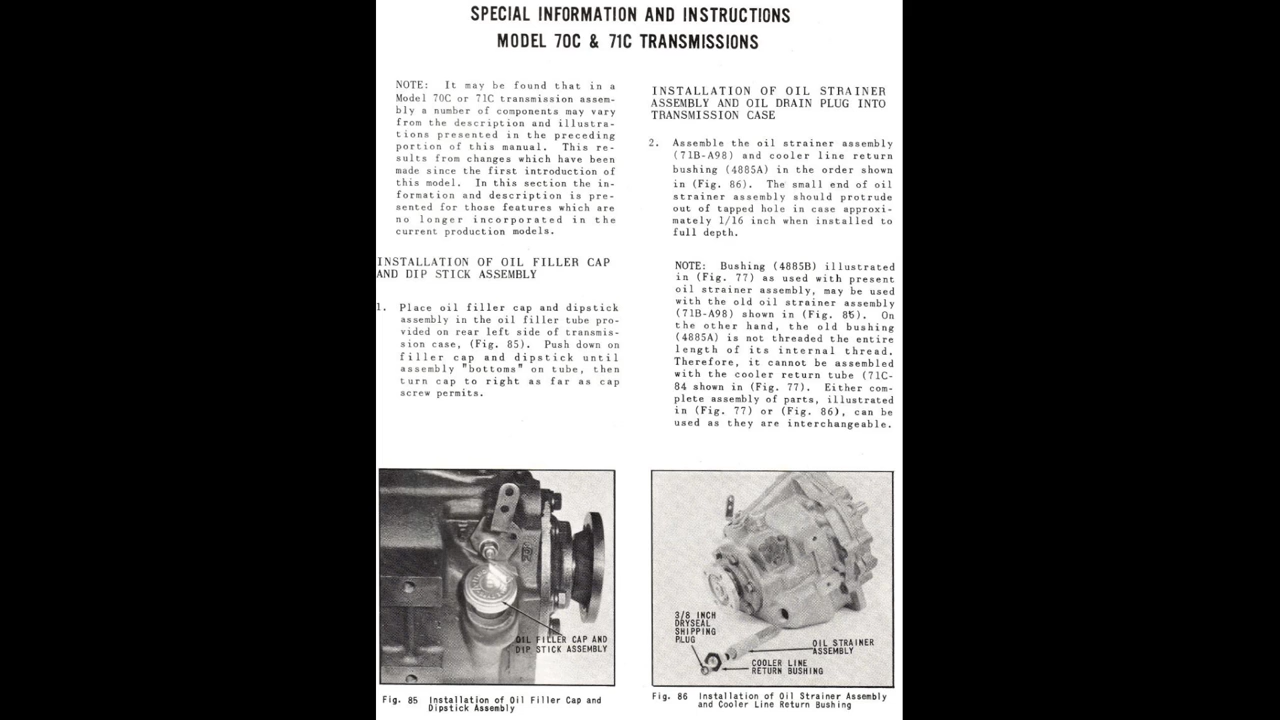 SPECIAL INFORMATION AND INSTRUCTIONS
MODEL 70C & 71C TRANSMISSIONS
NOTE: It may be found that in a
Model 70C or 71C transmission assem-
bly a number of components may vary
from the description and illustra-
tions presented in the preceding
portion of this manual. This re-
sults from changes which have been
made since the first introduction of
this model. In this section the in-
formation and description is pre-
sented for those features which are
no longer incorporated in the
current production models.
INSTALLATION OF OIL FILLER CAP
AND DIP STICK ASSEMBLY
1. Place oil filler cap and dipstick
assembly in the oil filler tube pro-
vided on rear left side of transmis-
sion case, (Fig. 85). Push down on
filler cap and dipstick until
assembly "bottoms" on tube, then
turn cap to right as far as cap
screw permits.
INSTALLATION OF OIL STRAINER
ASSEMBLY AND OIL DRAIN PLUG INTO
TRANSMISSION CASE
2. Assemble the oil strainer assembly
(71B-A98) and cooler line return
bushing (4885A) in the order shown
in (Fig. 86). The small end of oil
strainer assembly should protrude
out of tapped hole in case approxi-
mately 1/16 inch when installed to
full depth.
NOTE: Bushing (4885B) illustrated
in (Fig. 77) as used with present
oil strainer assembly, may be used
with the old oil strainer assembly
(71B-A98) shown in (Fig. 86). On
the other hand, the old bushing
(4885A) is not threaded the entire
length of its internal thread.
Therefore, it cannot be assembled
with the cooler return tube (71C-
84 shown in (Fig. 77). Either com-
plete assembly of parts, illustrated
in (Fig. 77) or (Fig. 86), can be
used as they are interchangeable.
OIL FILLER CAP AND
DIP STICK ASSEMBLY
Fig. 85 Installation of Oil Filler Cap and
Dipstick Assembly
3/8 INCH
DRYSEAL
SHIPPING
PLUG
OIL STRAINER
ASSEMBLY
COOLER LINE
RETURN BUSHING
Fig. 86 Installation of Oil Strainer Assembly
and Cooler Line Return Bushing